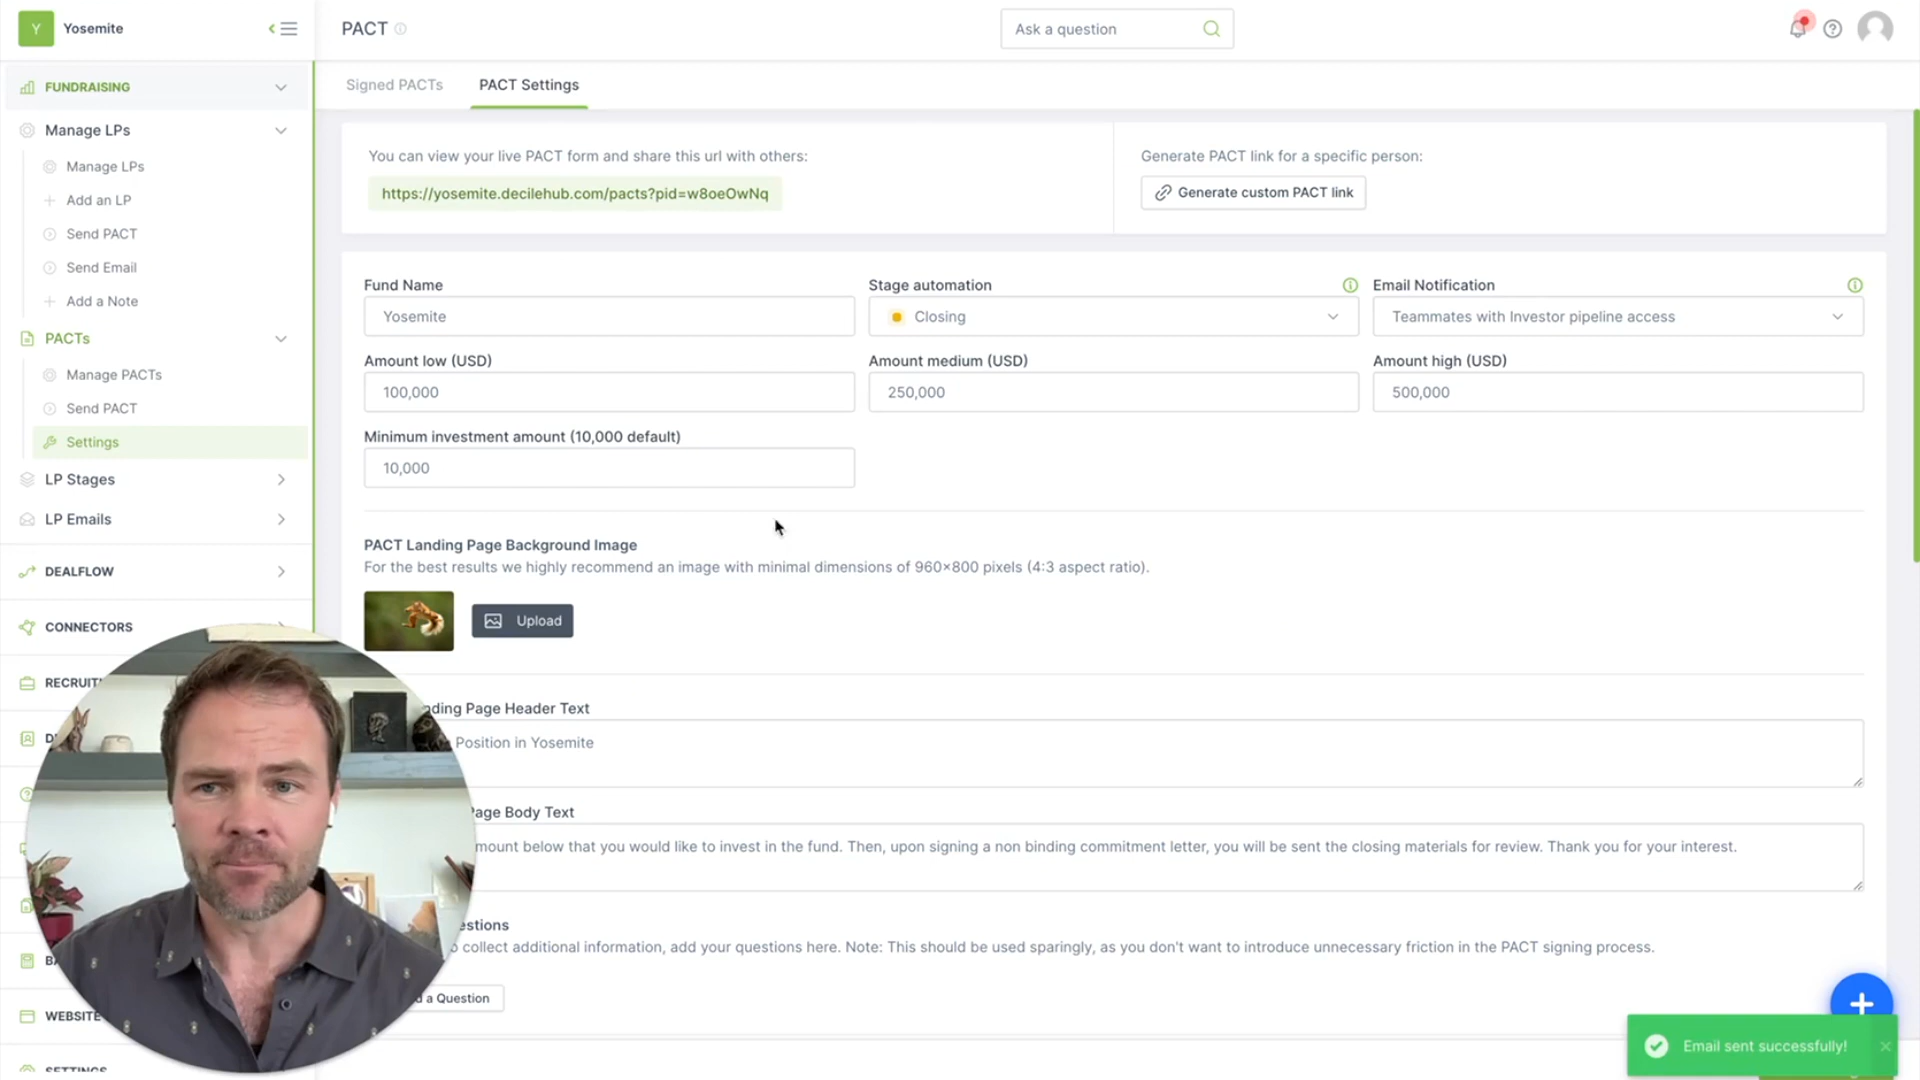 Y
Yosemite
PACT
Ask a question
FUNDRAISING
Manage LPs
Manage LPs
Add an LP
Send PACT
Send Email
Add a Note
PACTs
Manage PACTs
Send PACT
Settings
LP Stages
LP Emails
DEALFLOW
CONNECTORS
RECRUITI
WEBSITE
SETTINGS
Signed PACTs
PACT Settings
You can view your live PACT form and share this url with others:
https://yosemite.decilehub.com/pacts?pid=w8oeOwNq
Generate PACT link for a specific person:
Generate custom PACT link
Fund Name
Stage automation
Email Notification
Yosemite
Closing
Teammates with Investor pipeline access
Amount low (USD)
Amount medium (USD)
Amount high (USD)
100,000
250,000
500,000
Minimum investment amount (10,000 default)
10,000
PACT Landing Page Background Image
For the best results we highly recommend an image with minimal dimensions of 960×800 pixels (4:3 aspect ratio).
Upload
ding Page Header Text
Position in Yosemite
Page Body Text
mount below that you would like to invest in the fund. Then, upon signing a non binding commitment letter, you will be sent the closing materials for review. Thank you for your interest.
estions
collect additional information, add your questions here. Note: This should be used sparingly, as you don't want to introduce unnecessary friction in the PACT signing process.
a Question
Email sent successfully!